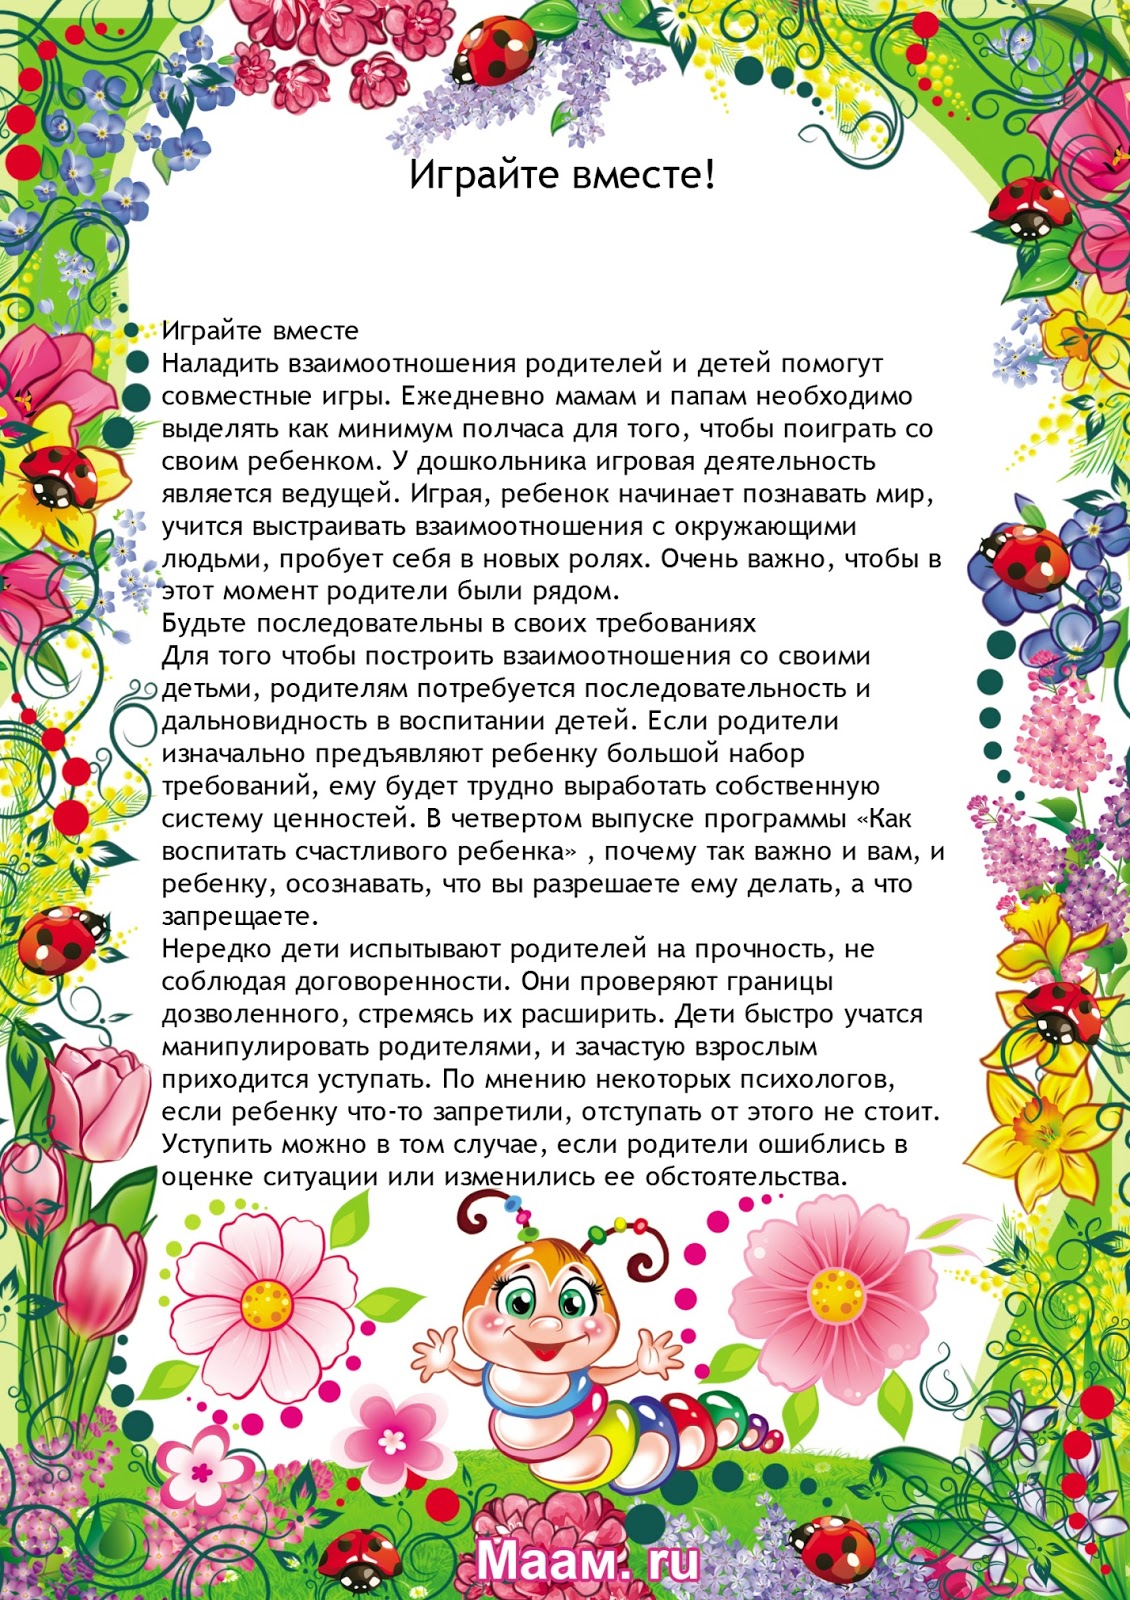 Играйте вместе!
Играйте вместе
Наладить взаимоотношения родителей и детей помогут
совместные игры. Ежедневно мамам и папам необходимо
выделять как минимум полчаса для того, чтобы поиграть со
своим ребенком. У дошкольника игровая деятельность
является ведущей. Играя, ребенок начинает познавать мир,
учится выстраивать взаимоотношения с окружающими
людьми, пробует себя в новых ролях. Очень важно, чтобы в
этот момент родители были рядом.
Будьте последовательны в своих требованиях
Для того чтобы построить взаимоотношения со своими
детьми, родителям потребуется последовательность и
дальновидность в воспитании детей. Если родители
изначально предъявляют ребенку большой набор
требований, ему будет трудно выработать собственную
систему ценностей. В четвертом выпуске программы «Как
воспитать счастливого ребенка» , почему так важно и вам, и
ребенку, осознавать, что вы разрешаете ему делать, а что
запрещаете.
Нередко дети испытывают родителей на прочность, не
соблюдая договоренности. Они проверяют границы
дозволенного, стремясь их расширить. Дети быстро учатся
манипулировать родителями, и зачастую взрослым
приходится уступать. По мнению некоторых психологов,
если ребенку что-то запретили, отступать от этого не стоит.
Уступить можно в том случае, если родители ошиблись в
оценке ситуации или изменились ее обстоятельства.
Маам. ru